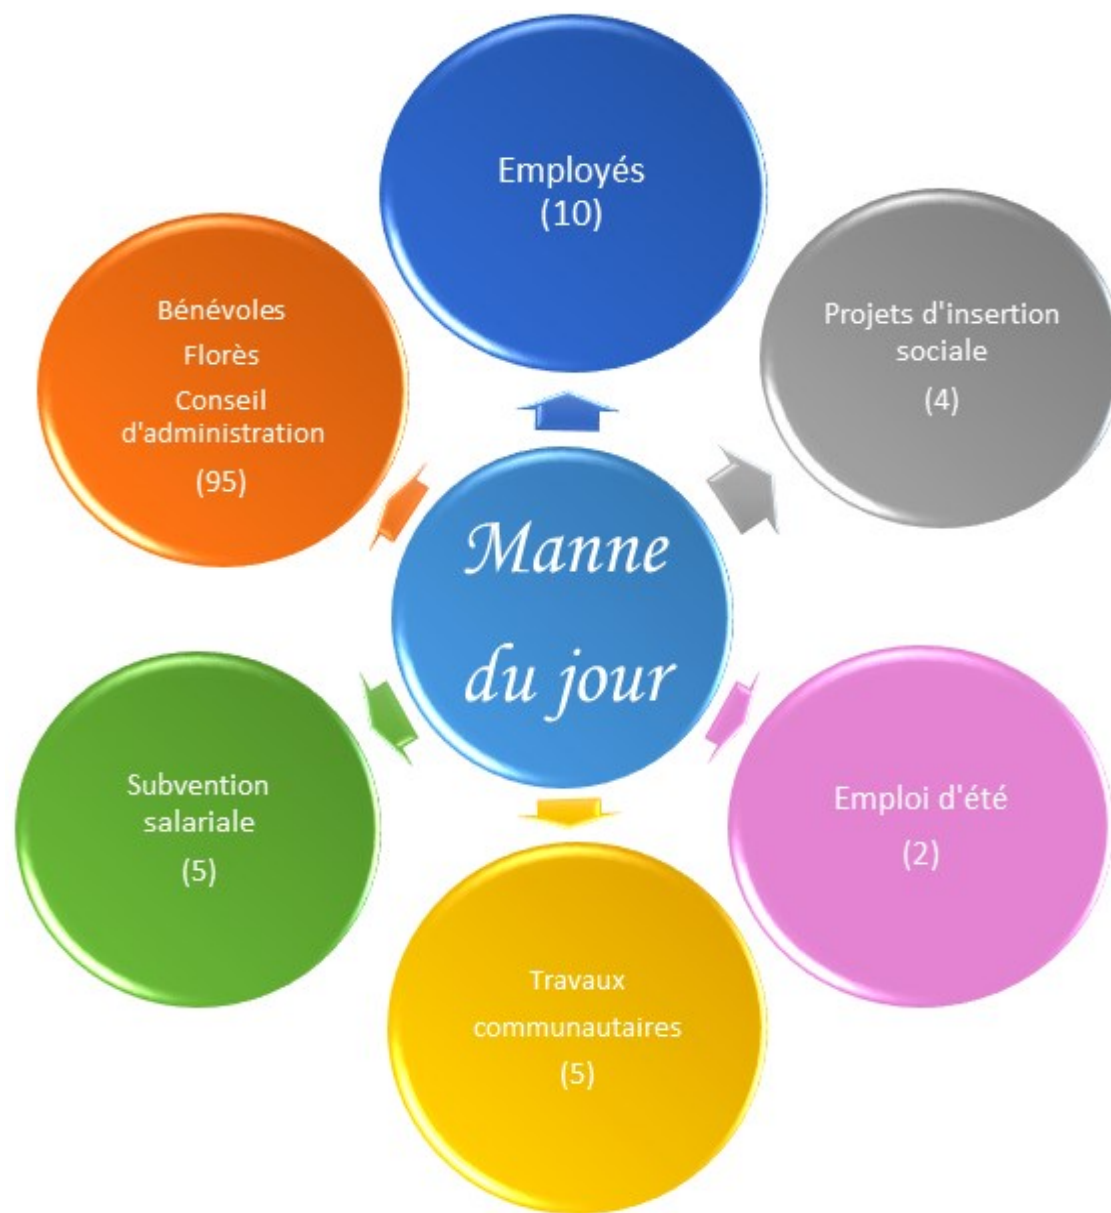 Employés
(10)
Projets d'insertion
sociale
(4)
Emploi d'été
(2)
Travaux
communautaires
(5)
Subvention
salariale
(5)
Bénévoles
Florès
Conseil
d'administration
(95)
Manne
du jour